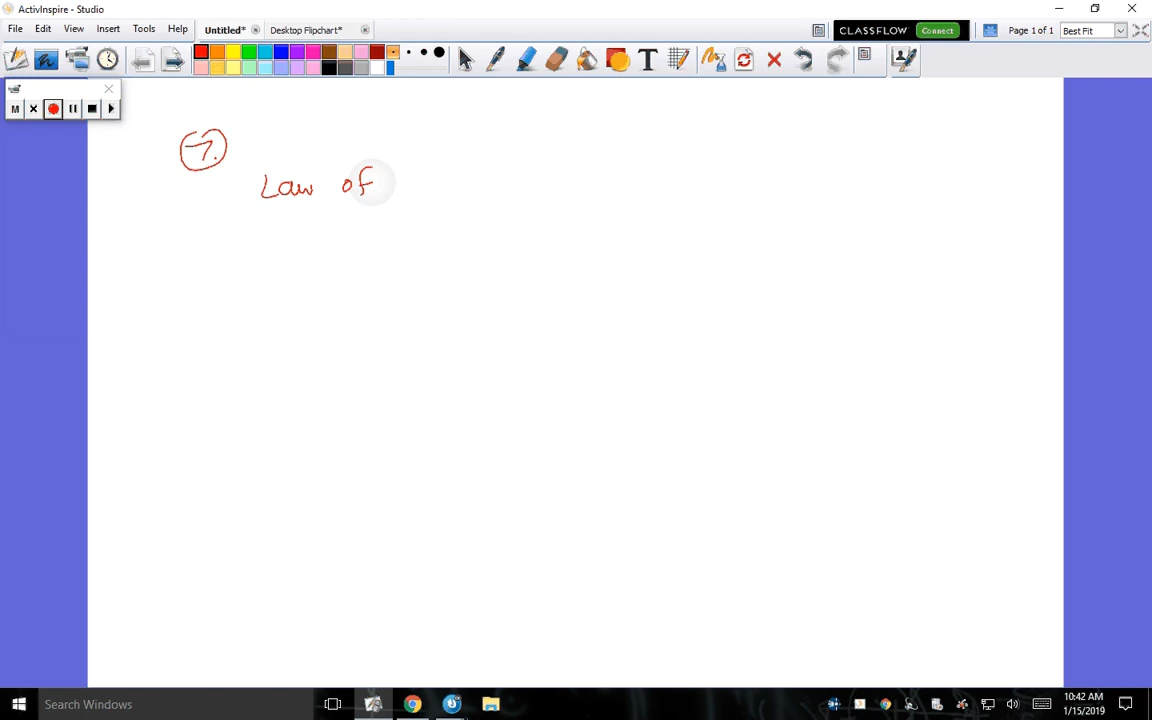 ActivInspire - Studio
File Edit View Insert Tools Help Untitled* Desktop Flipchart* CLASSFLOW Connect Page 1 of 1 Best Fit
M
7.
Law of
Search Windows
10:42 AM
1/15/2019